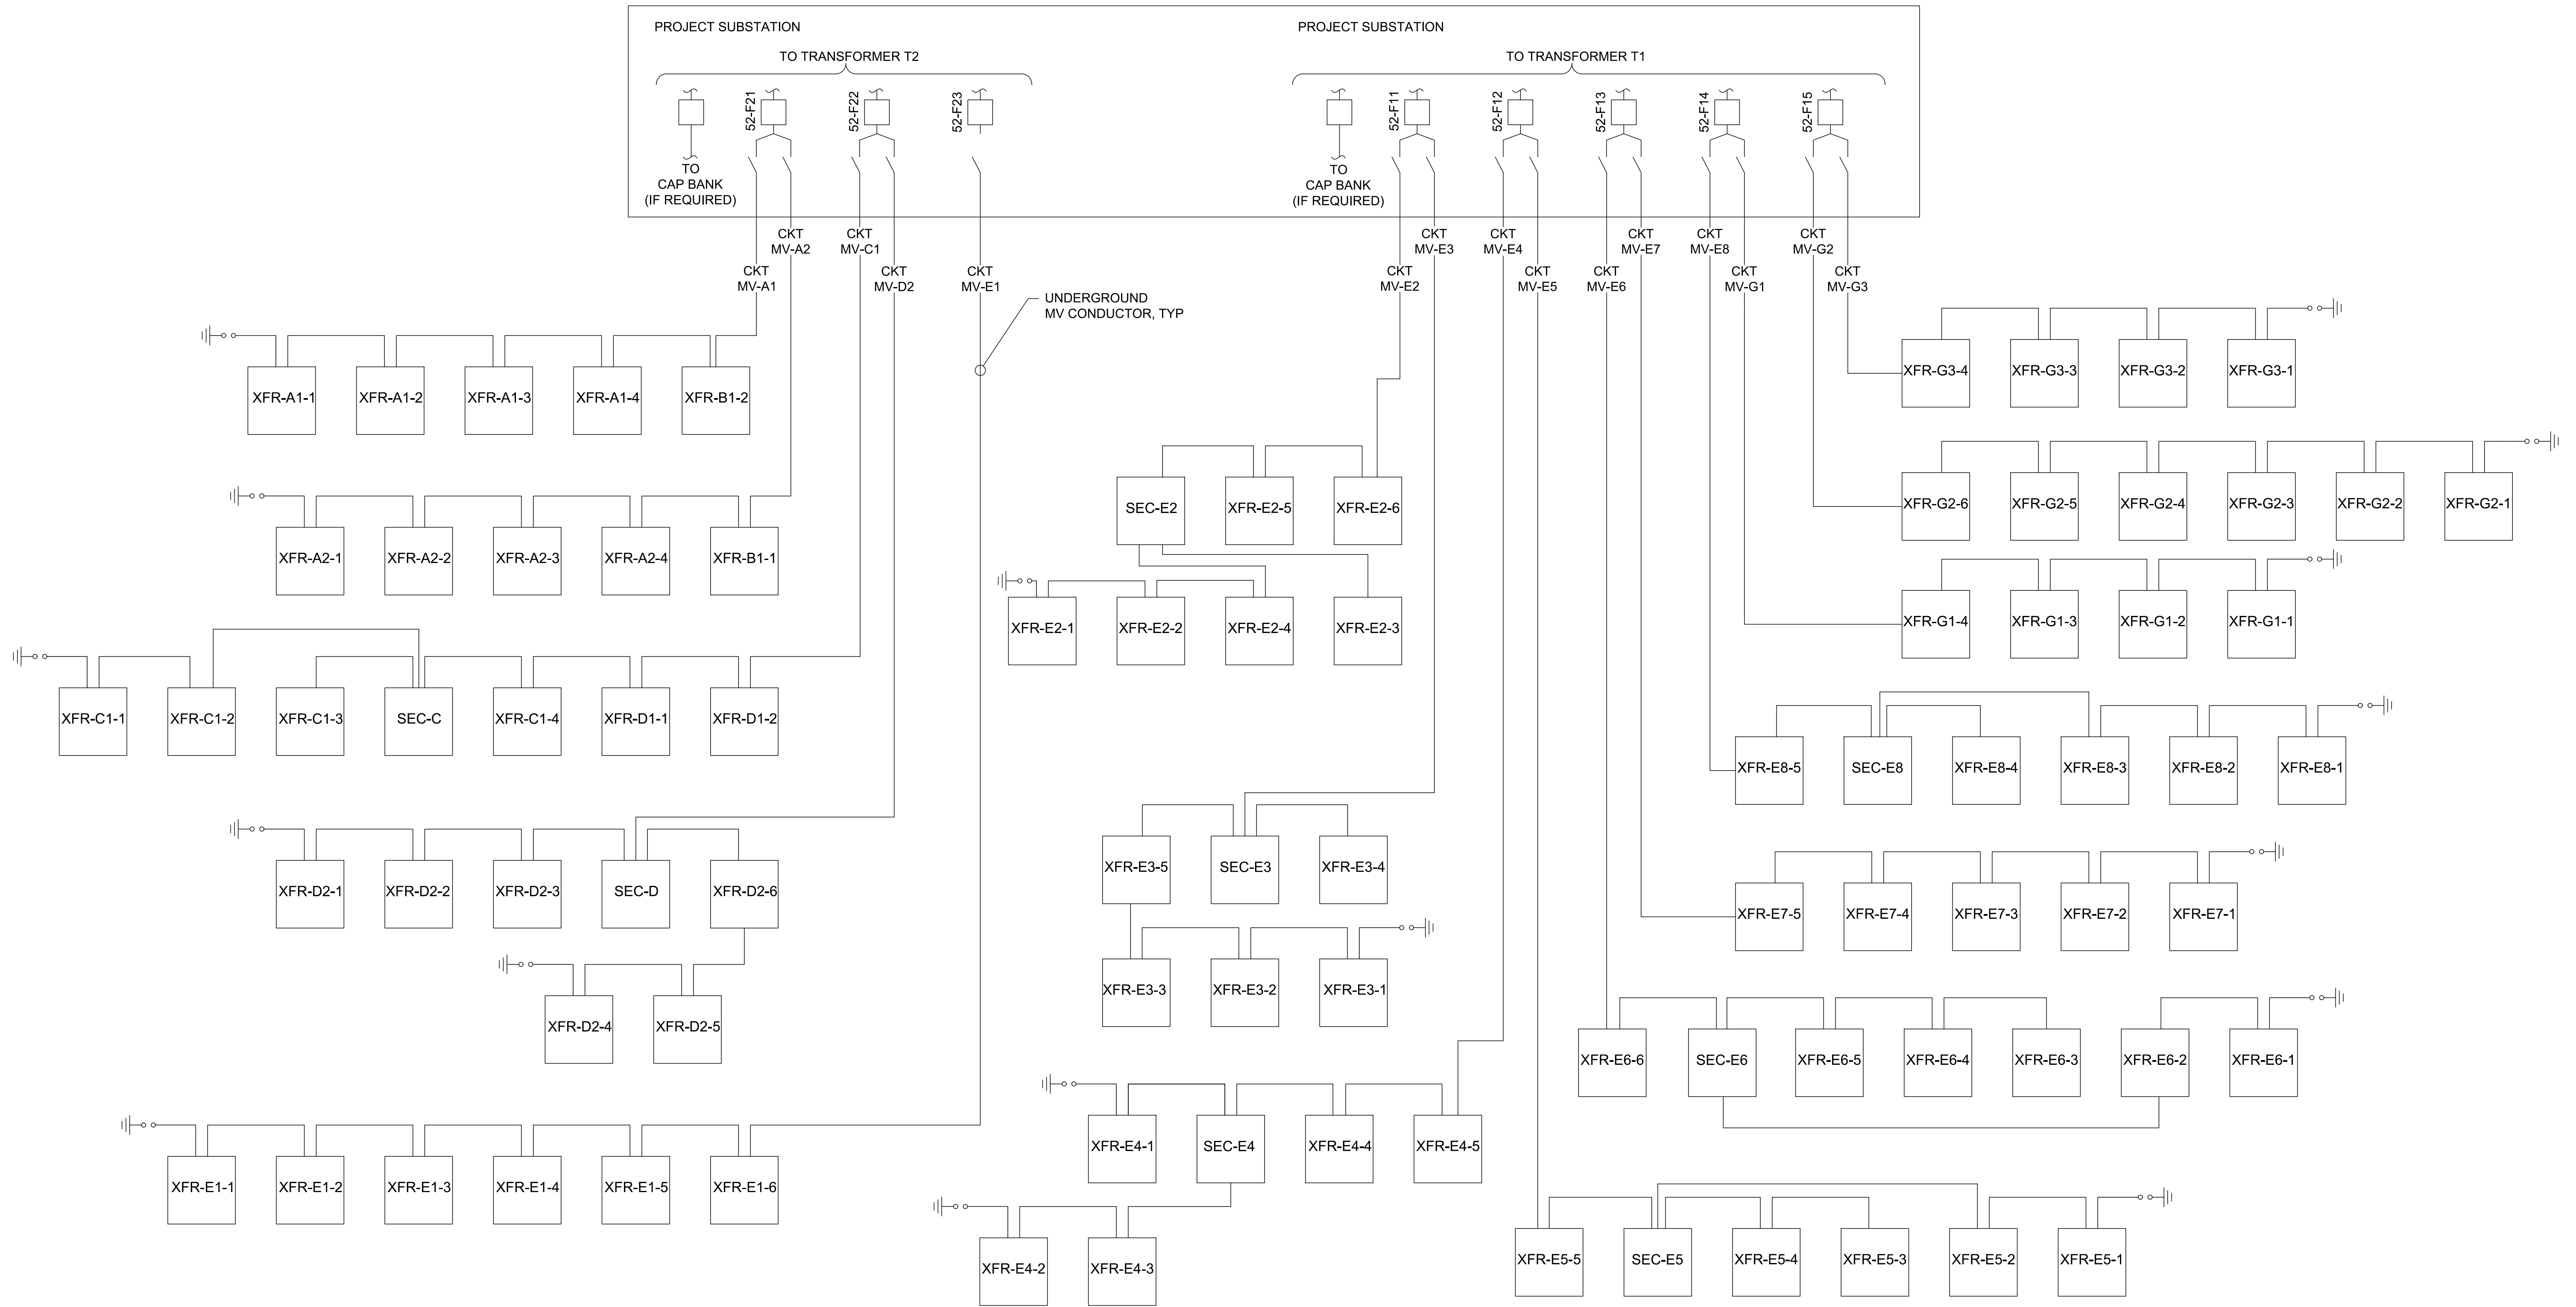 PROJECT SUBSTATION
PROJECT SUBSTATION
TO TRANSFORMER T2
TO TRANSFORMER T1
52-F21
52-F22
52-F23
52-F11
52-F12
52-F13
52-F14
52-F15
TO
CAP BANK
(IF REQUIRED)
TO
CAP BANK
(IF REQUIRED)
CKT
MV-A2
CKT
MV-C1
CKT
MV-E3
CKT
MV-E4
CKT
MV-E7
CKT
MV-E8
CKT
MV-G2
CKT
MV-A1
CKT
MV-D2
CKT
MV-E1
CKT
MV-E2
CKT
MV-E5
CKT
MV-E6
CKT
MV-G1
CKT
MV-G3
UNDERGROUND
MV CONDUCTOR, TYP
XFR-A1-1
XFR-A1-2
XFR-A1-3
XFR-A1-4
XFR-B1-2
XFR-A2-1
XFR-A2-2
XFR-A2-3
XFR-A2-4
XFR-B1-1
XFR-C1-1
XFR-C1-2
XFR-C1-3
SEC-C
XFR-C1-4
XFR-D1-1
XFR-D1-2
XFR-D2-1
XFR-D2-2
XFR-D2-3
SEC-D
XFR-D2-6
XFR-D2-4
XFR-D2-5
XFR-E1-1
XFR-E1-2
XFR-E1-3
XFR-E1-4
XFR-E1-5
XFR-E1-6
SEC-E2
XFR-E2-5
XFR-E2-6
XFR-E2-1
XFR-E2-2
XFR-E2-4
XFR-E2-3
XFR-E3-5
SEC-E3
XFR-E3-4
XFR-E3-3
XFR-E3-2
XFR-E3-1
XFR-E4-1
SEC-E4
XFR-E4-4
XFR-E4-5
XFR-E4-2
XFR-E4-3
XFR-G3-4
XFR-G3-3
XFR-G3-2
XFR-G3-1
XFR-G2-6
XFR-G2-5
XFR-G2-4
XFR-G2-3
XFR-G2-2
XFR-G2-1
XFR-G1-4
XFR-G1-3
XFR-G1-2
XFR-G1-1
XFR-E8-5
SEC-E8
XFR-E8-4
XFR-E8-3
XFR-E8-2
XFR-E8-1
XFR-E7-5
XFR-E7-4
XFR-E7-3
XFR-E7-2
XFR-E7-1
XFR-E6-6
SEC-E6
XFR-E6-5
XFR-E6-4
XFR-E6-3
XFR-E6-2
XFR-E6-1
XFR-E5-5
SEC-E5
XFR-E5-4
XFR-E5-3
XFR-E5-2
XFR-E5-1